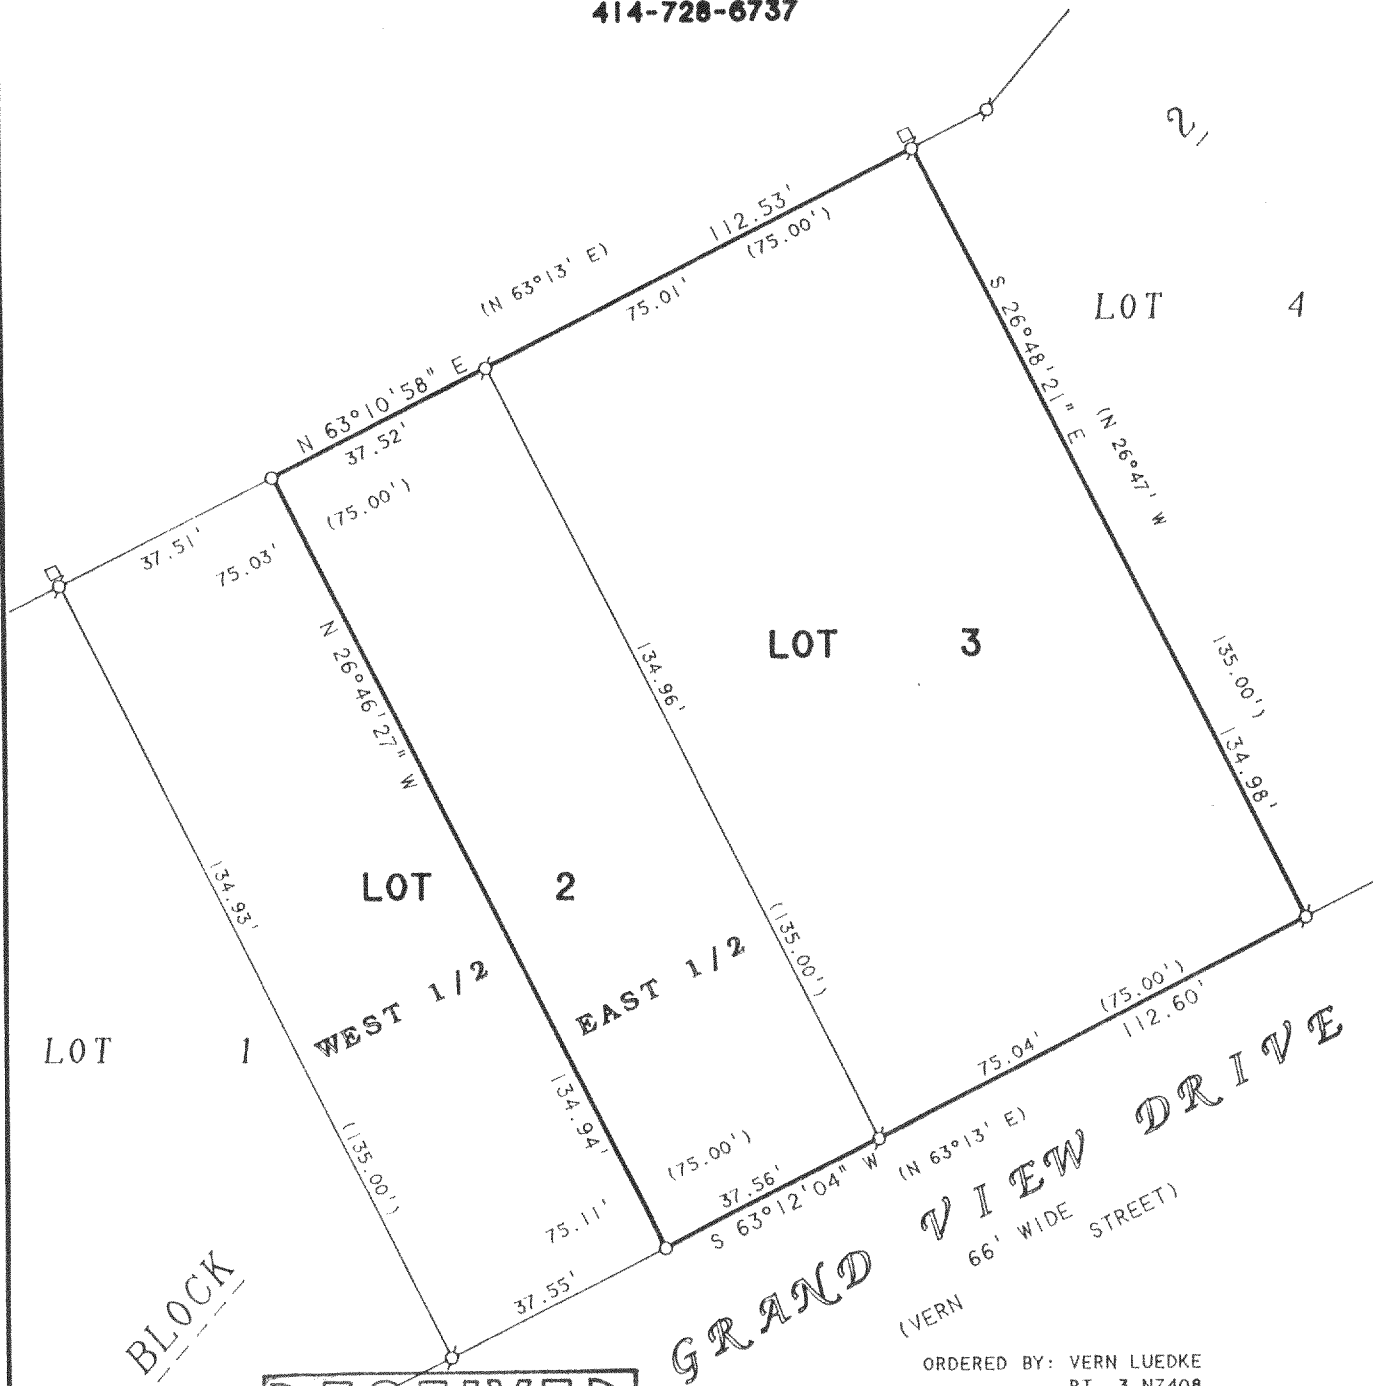 414-728-6737
2
LOT 4
112.53'
(75.00')
(N 63°13' E)
75.01'
N 63°10'58" E
37.52'
(75.00')
37.51'
75.03'
S 26°48'21" E
(N 26°47' W
N 26°46'27" W
134.96'
LOT 3
135.00')
134.98'
134.93'
LOT 2
WEST 1/2
EAST 1/2
(135.00')
LOT 1
(135.00')
134.94'
(75.00')
112.60'
75.04'
(N 63°13' E)
(75.00')
37.56'
S 63°12'04" W
75.11'
37.55'
GRAND VIEW DRIVE
66' WIDE STREET)
(VERN
BLOCK
ORDERED BY: VERN LUEDKE
RT. 3 N7408
RECEIVED